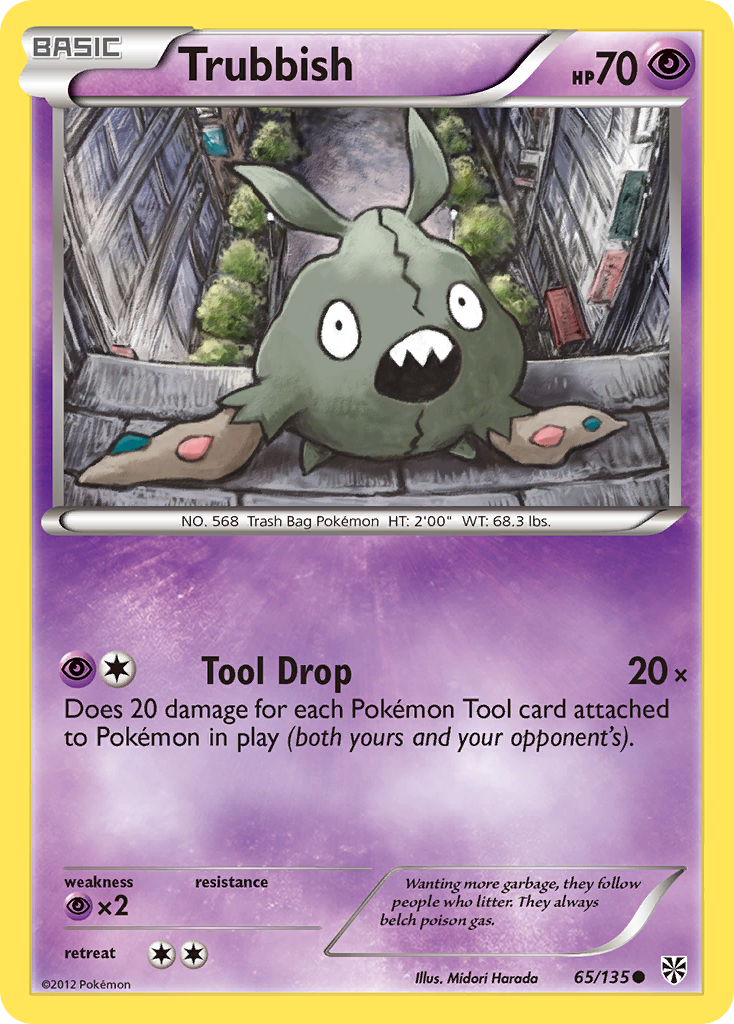 BASIC
Trubbish
HP70
NO. 568 Trash Bag Pokémon HT: 2'00" WT: 68.3 lbs.
Tool Drop 20×
Does 20 damage for each Pokémon Tool card attached
to Pokémon in play (both yours and your opponent's).
weakness resistance
×2
retreat
Wanting more garbage, they follow
people who litter. They always
belch poison gas.
©2012 Pokémon
Illus. Midori Harada
65/135